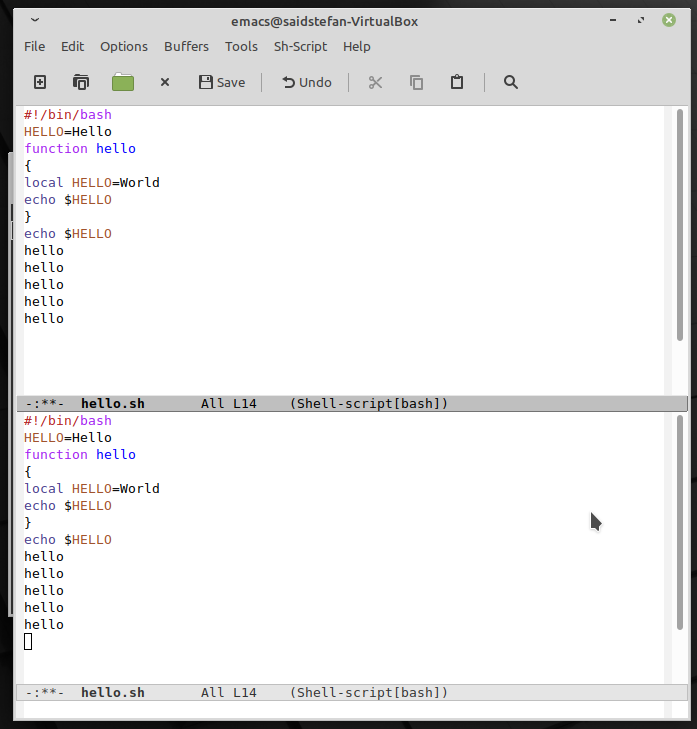 emacs@saidstefan-VirtualBox
File Edit Options Buffers Tools Sh-Script Help
Save Undo
#!/bin/bash
HELLO=Hello
function hello
{
local HELLO=World
echo $HELLO
}
echo $HELLO
hello
hello
hello
hello
hello
-:**-  hello.sh       All L14    (Shell-script[bash])
#!/bin/bash
HELLO=Hello
function hello
{
local HELLO=World
echo $HELLO
}
echo $HELLO
hello
hello
hello
hello
hello
-:**-  hello.sh       All L14    (Shell-script[bash])